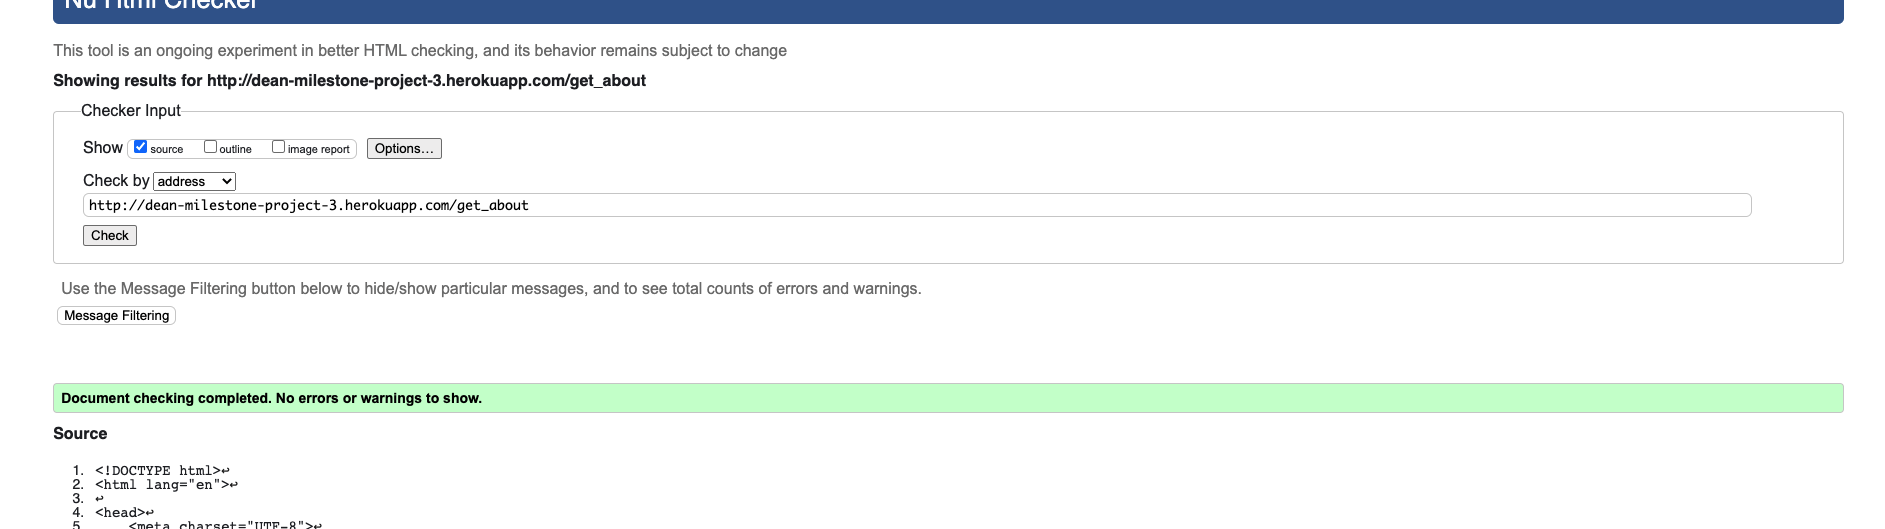 Nu Html Checker
This tool is an ongoing experiment in better HTML checking, and its behavior remains subject to change
Showing results for http://dean-milestone-project-3.herokuapp.com/get_about
Checker Input
Show source outline image report Options...
Check by address
http://dean-milestone-project-3.herokuapp.com/get_about
Check
Use the Message Filtering button below to hide/show particular messages, and to see total counts of errors and warnings.
Message Filtering
Document checking completed. No errors or warnings to show.
Source
1. <!DOCTYPE html>↩
2. <html lang="en">↩
3. ↩
4. <head>↩
5. <meta charset="UTF-8">↩